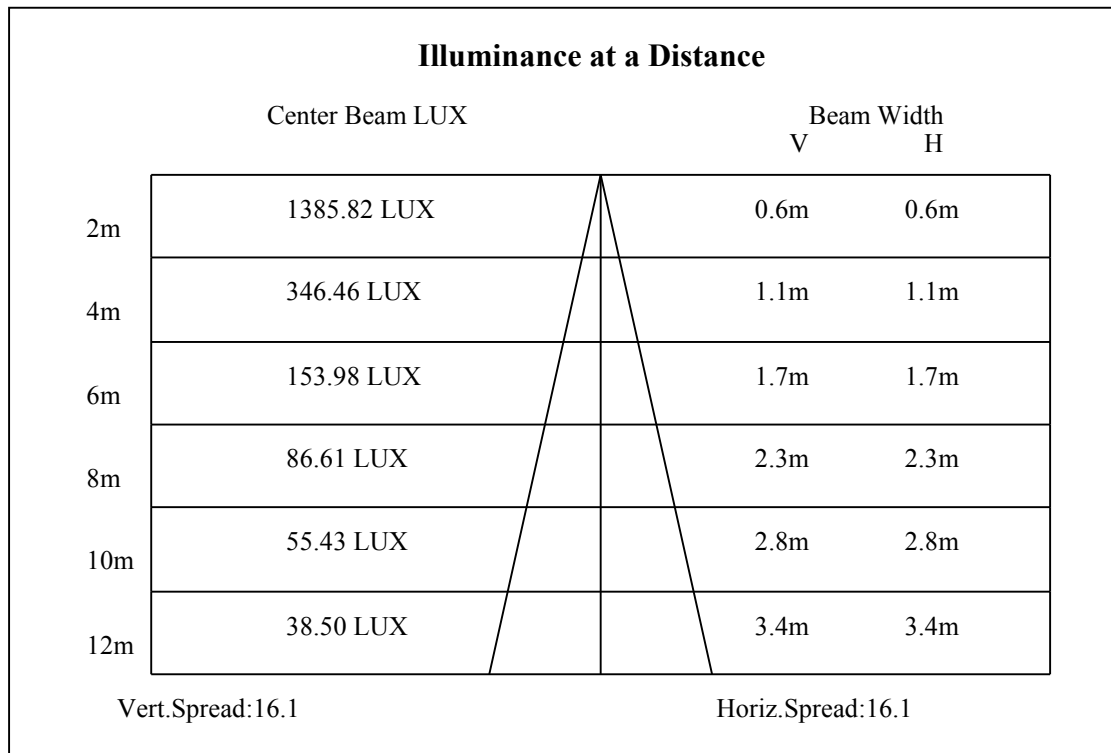 Illuminance at a Distance
Center Beam LUX Beam Width
V H
2m 1385.82 LUX 0.6m 0.6m
4m 346.46 LUX 1.1m 1.1m
6m 153.98 LUX 1.7m 1.7m
8m 86.61 LUX 2.3m 2.3m
10m 55.43 LUX 2.8m 2.8m
12m 38.50 LUX 3.4m 3.4m
Vert.Spread:16.1 Horiz.Spread:16.1